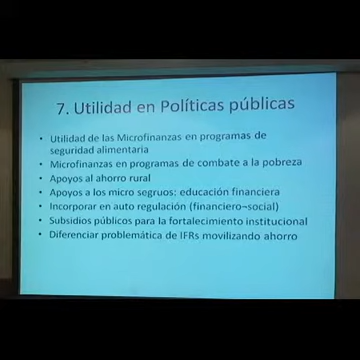 7. Utilidad en Políticas públicas
• Utilidad de las Microfinanzas en programas de
seguridad alimentaria
• Microfinanzas en programas de combate a la pobreza
• Apoyos al ahorro rural
• Apoyos a los micro segruos: educación financiera
• Incorporar en auto regulación (financiero¬social)
• Subsidios públicos para la fortalecimiento institucional
• Diferenciar problemática de IFRs movilizando ahorro